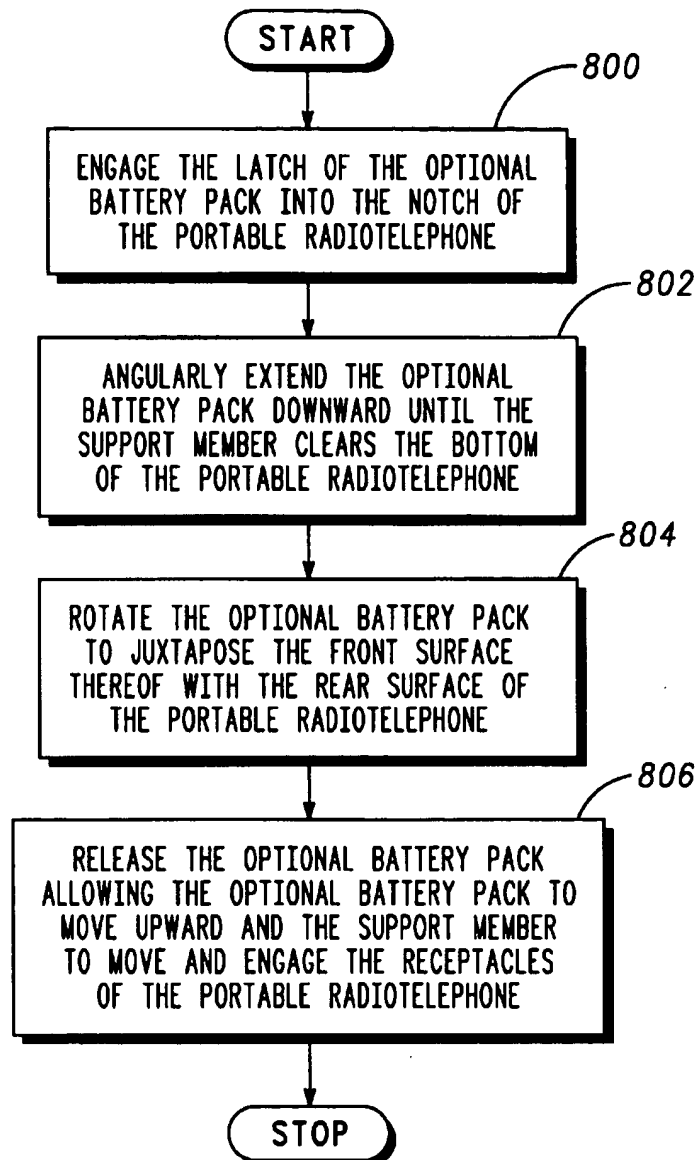 START
800
ENGAGE THE LATCH OF THE OPTIONAL
BATTERY PACK INTO THE NOTCH OF
THE PORTABLE RADIOTELEPHONE
802
ANGULARLY EXTEND THE OPTIONAL
BATTERY PACK DOWNWARD UNTIL THE
SUPPORT MEMBER CLEARS THE BOTTOM
OF THE PORTABLE RADIOTELEPHONE
804
ROTATE THE OPTIONAL BATTERY PACK
TO JUXTAPOSE THE FRONT SURFACE
THEREOF WITH THE REAR SURFACE OF
THE PORTABLE RADIOTELEPHONE
806
RELEASE THE OPTIONAL BATTERY PACK
ALLOWING THE OPTIONAL BATTERY PACK TO
MOVE UPWARD AND THE SUPPORT MEMBER
TO MOVE AND ENGAGE THE RECEPTACLES
OF THE PORTABLE RADIOTELEPHONE
STOP